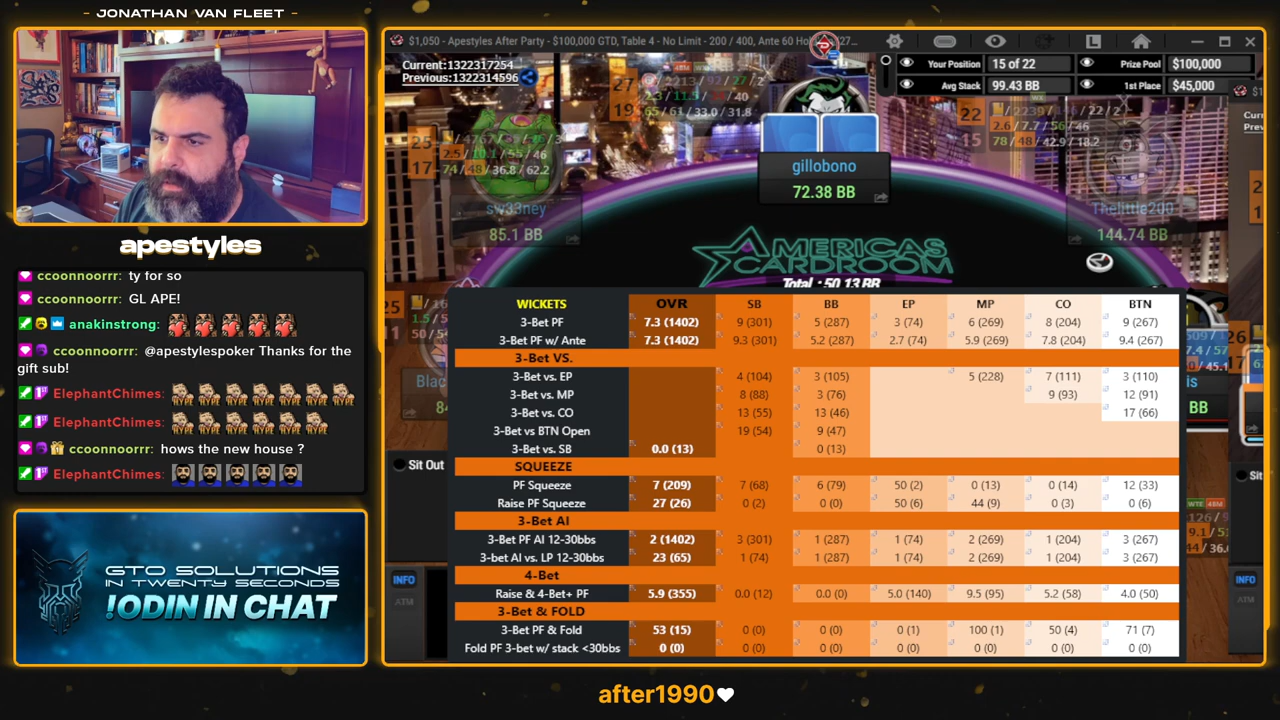 - JONATHAN VAN FLEET -
apestyles
ccoonnoorrr: ty for so
ccoonnoorrr: GL APE!
anakinstrong:
ccoonnoorrr: @apestylespoker Thanks for the
gift sub!
ElephantChimes:
ElephantChimes:
ccoonnoorrr: hows the new house ?
ElephantChimes:
GTO SOLUTIONS
IN TWENTY SECONDS
!ODIN IN CHAT
$1,050 - Apestyles After Party - $100,000 GTD, Table 4 - No Limit - 200 / 400, Ante 60
Current:1322317254
Previous:1322314596
Your Position 15 of 22 Prize Pool $100,000
Avg Stack 99.43 BB 1st Place $45,000
gillobono
72.38 BB
sw33ney
85.1 BB
Thelittle200
144.74 BB
AMERICAS
CARDROOM
Total : 50.13 BB
WICKETS OVR SB BB EP MP CO BTN
3-Bet PF 7.3 (1402) 9 (301) 5 (287) 3 (74) 6 (269) 8 (204) 9 (267)
3-Bet PF w/ Ante 7.3 (1402) 9.3 (301) 5.2 (287) 2.7 (74) 5.9 (269) 7.8 (204) 9.4 (267)
3-Bet VS.
3-Bet vs. EP 4 (104) 3 (105) 5 (228) 7 (111) 3 (110)
3-Bet vs. MP 8 (88) 3 (76) 9 (93) 12 (91)
3-Bet vs. CO 13 (55) 13 (46) 17 (66)
3-Bet vs BTN Open 19 (54) 9 (47)
3-Bet vs. SB 0.0 (13) 0 (13)
SQUEEZE
PF Squeeze 7 (209) 7 (68) 6 (79) 50 (2) 0 (13) 0 (14) 12 (33)
Raise PF Squeeze 27 (26) 0 (2) 0 (0) 50 (6) 44 (9) 0 (3) 0 (6)
3-Bet AI
3-Bet PF AI 12-30bbs 2 (1402) 3 (301) 1 (287) 1 (74) 2 (269) 1 (204) 3 (267)
3-bet AI vs. LP 12-30bbs 23 (65) 1 (74) 1 (287) 1 (74) 2 (269) 1 (204) 3 (267)
4-Bet
Raise & 4-Bet+ PF 5.9 (355) 0.0 (12) 0.0 (0) 5.0 (140) 9.5 (95) 5.2 (58) 4.0 (50)
3-Bet & FOLD
3-Bet PF & Fold 53 (15) 0 (0) 0 (0) 0 (1) 100 (1) 50 (4) 71 (7)
Fold PF 3-bet w/ stack <30bbs 0 (0) 0 (0) 0 (0) 0 (0) 0 (0) 0 (0) 0 (0)
Sit Out
INFO
ATM
BB
INFO
ATM
after1990